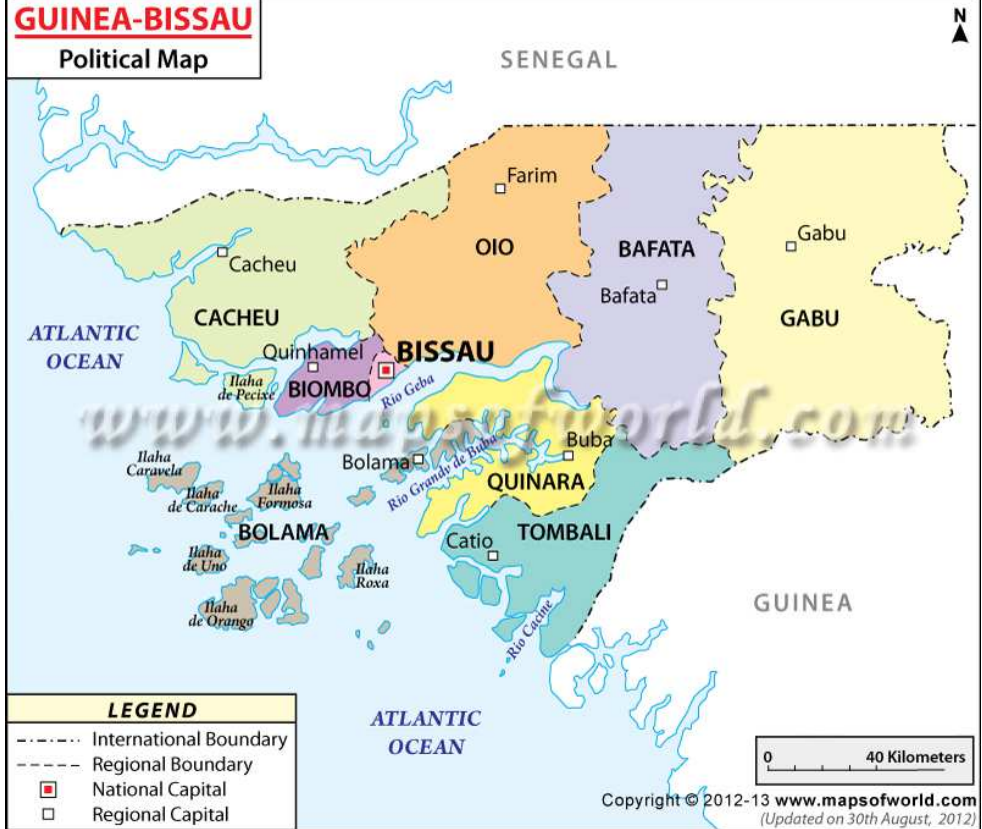 GUINEA-BISSAU
Political Map
N
SENEGAL
Farim
OIO
BAFATA
Gabu
Cacheu
Bafata
CACHEU
GABU
ATLANTIC
OCEAN
Quinhamel
BISSAU
BIOMBO
Ilaha
de Pecixe
Rio Geba
www.mapsofworld.com
Buba
Bolama
Rio Grandy de Buba
QUINARA
Ilaha
Caravela
Ilaha
de Carache
Ilaha
Formosa
BOLAMA
Catio
TOMBALI
Ilaha
de Uno
Ilaha
Roxa
Ilaha
de Orango
Rio Cacine
GUINEA
ATLANTIC
OCEAN
LEGEND
International Boundary
Regional Boundary
National Capital
Regional Capital
0 40 Kilometers
Copyright © 2012-13 www.mapsofworld.com
(Updated on 30th August, 2012)